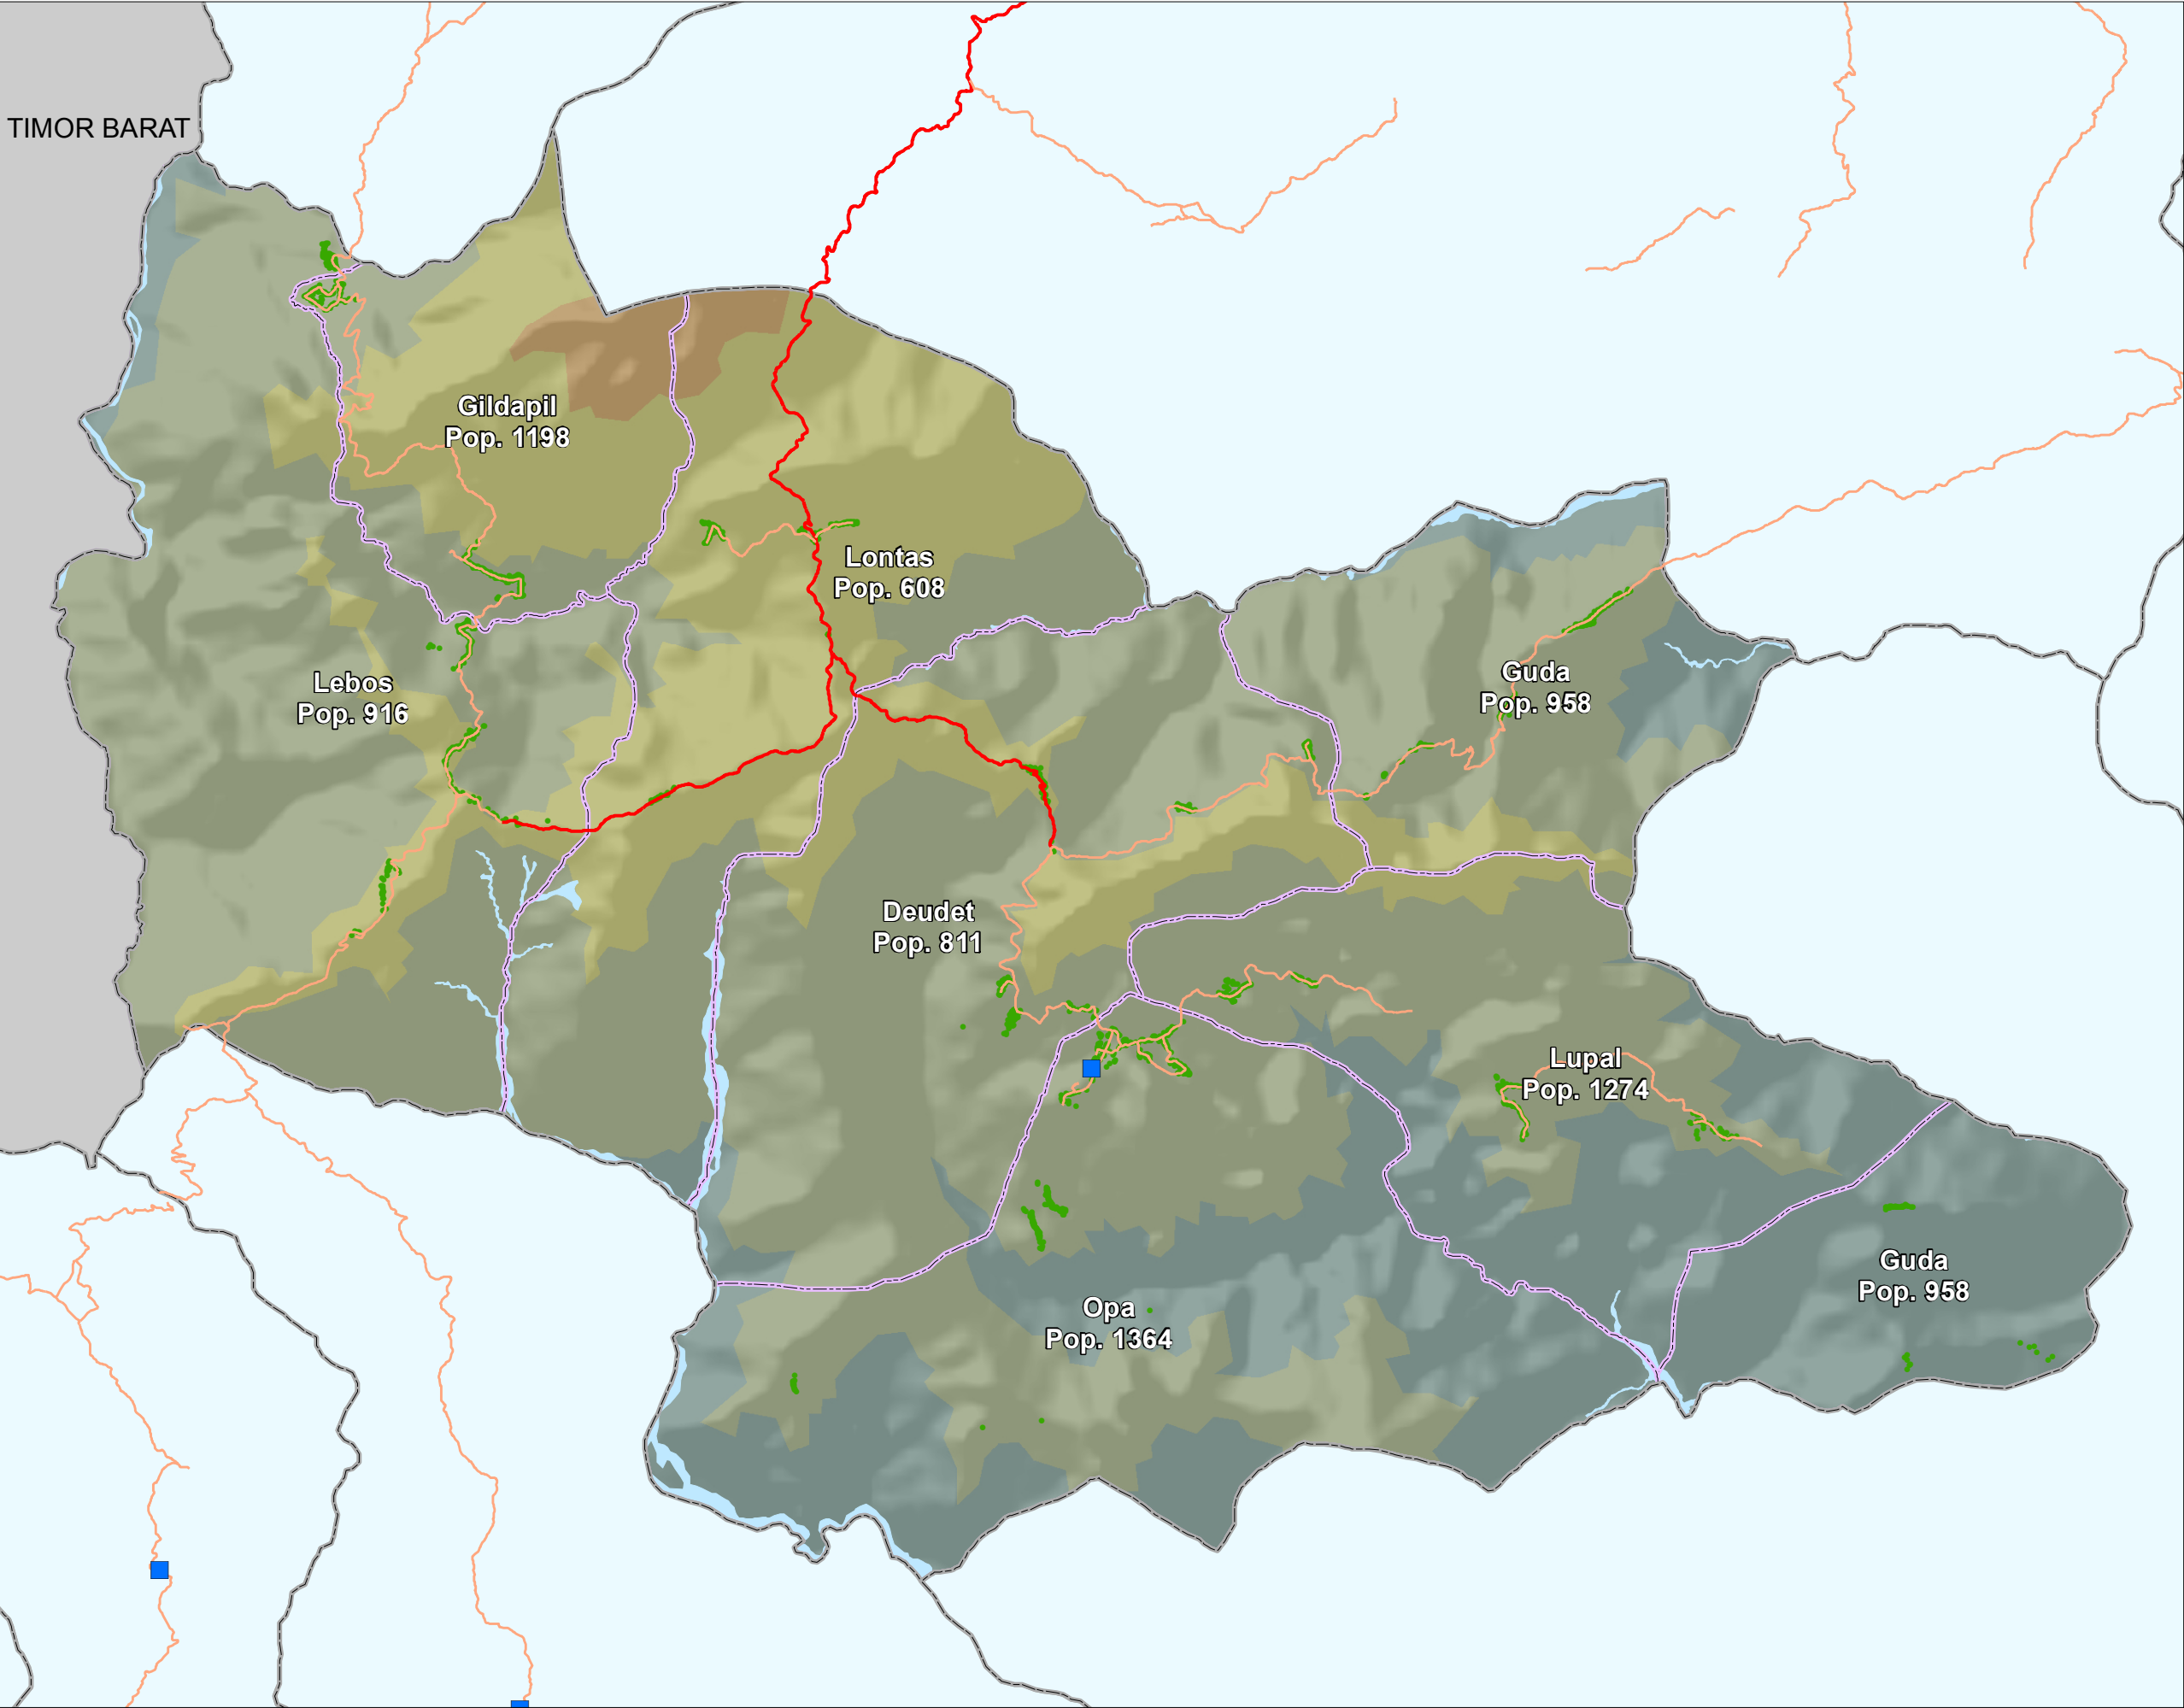 TIMOR BARAT
Gildapil
Pop. 1198
Lontas
Pop. 608
Guda
Pop. 958
Lebos
Pop. 916
Deudet
Pop. 811
Lupal
Pop. 1274
Guda
Pop. 958
Opa
Pop. 1364